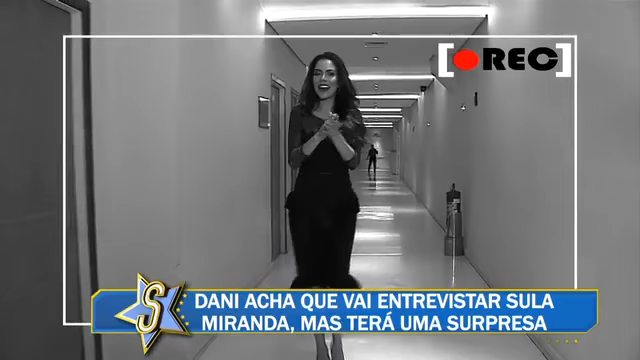 [REC]
S
DANI ACHA QUE VAI ENTREVISTAR SULA
MIRANDA, MAS TERÁ UMA SURPRESA